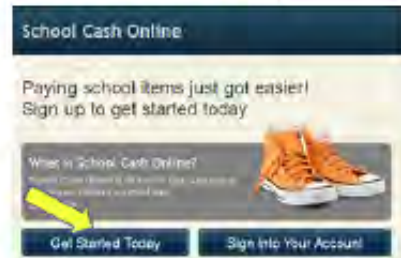 School Cash Online
Paying school items just got easier!
Sign up to get started today
What is School Cash Online?
Get Started Today
Sign Into Your Account